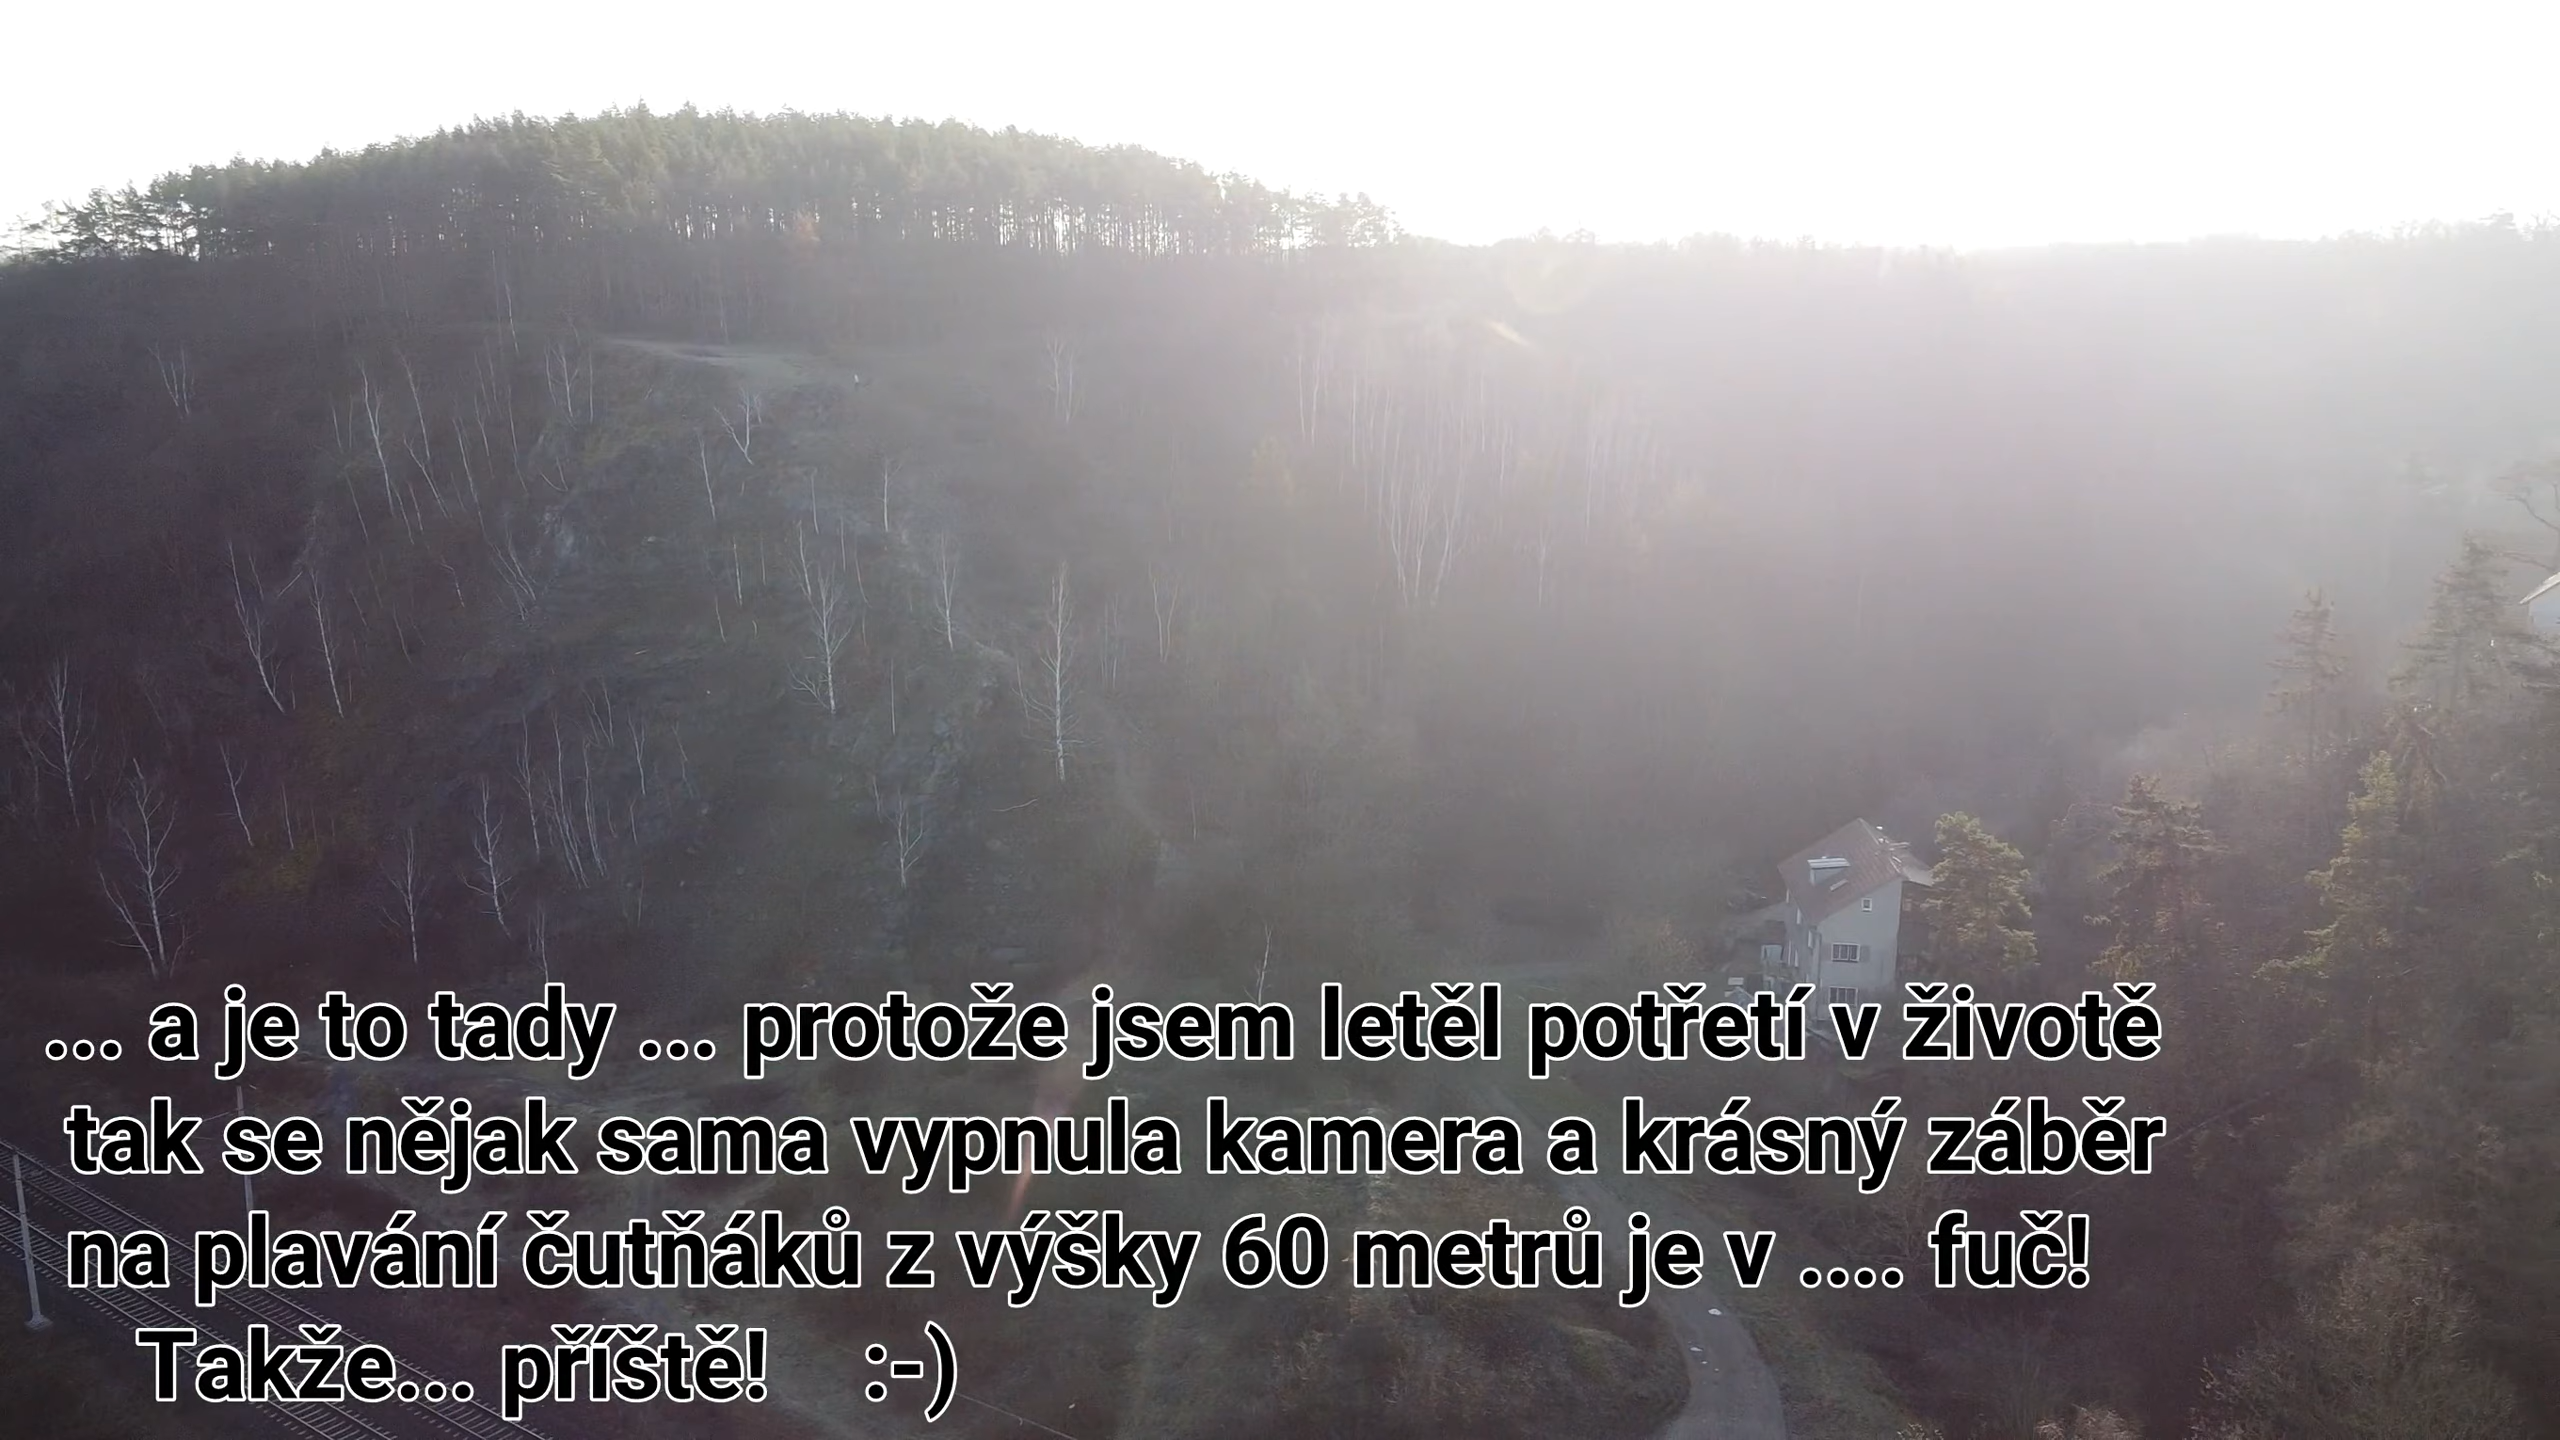 ... a je to tady ... protože jsem letěl potřetí v životě
tak se nějak sama vypnula kamera a krásný záběr
na plavání čutňáků z výšky 60 metrů je v .... fuč!
Takže... příště! :-)